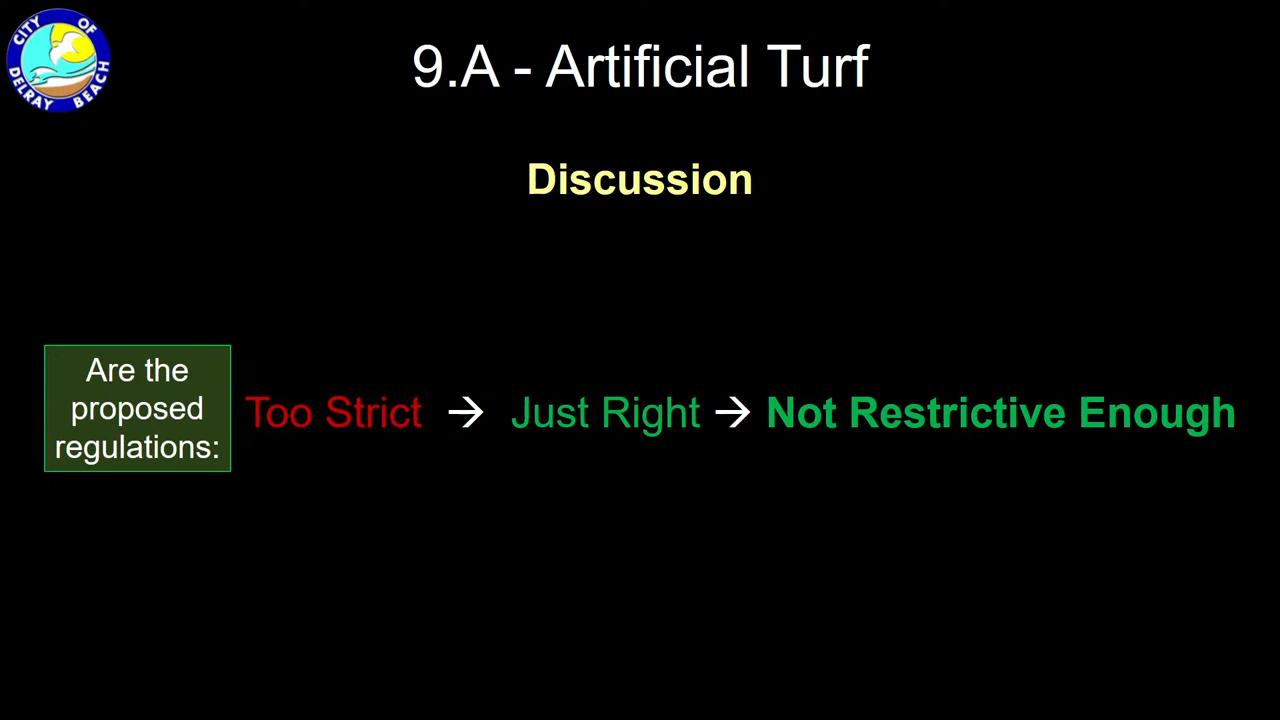 CITY OF
DELRAY BEACH
9.A - Artificial Turf
Discussion
Are the
proposed
regulations:
Too Strict → Just Right → Not Restrictive Enough